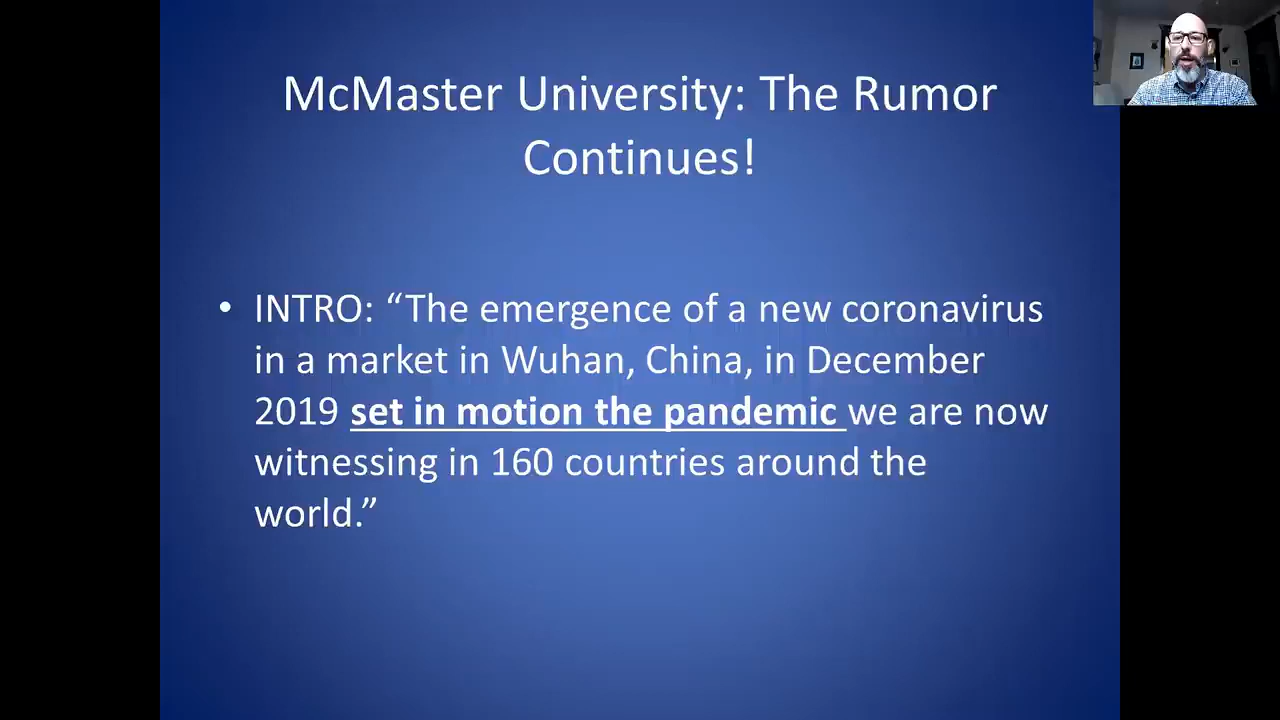 McMaster University: The Rumor
Continues!
• INTRO: “The emergence of a new coronavirus
in a market in Wuhan, China, in December
2019 set in motion the pandemic we are now
witnessing in 160 countries around the
world.”